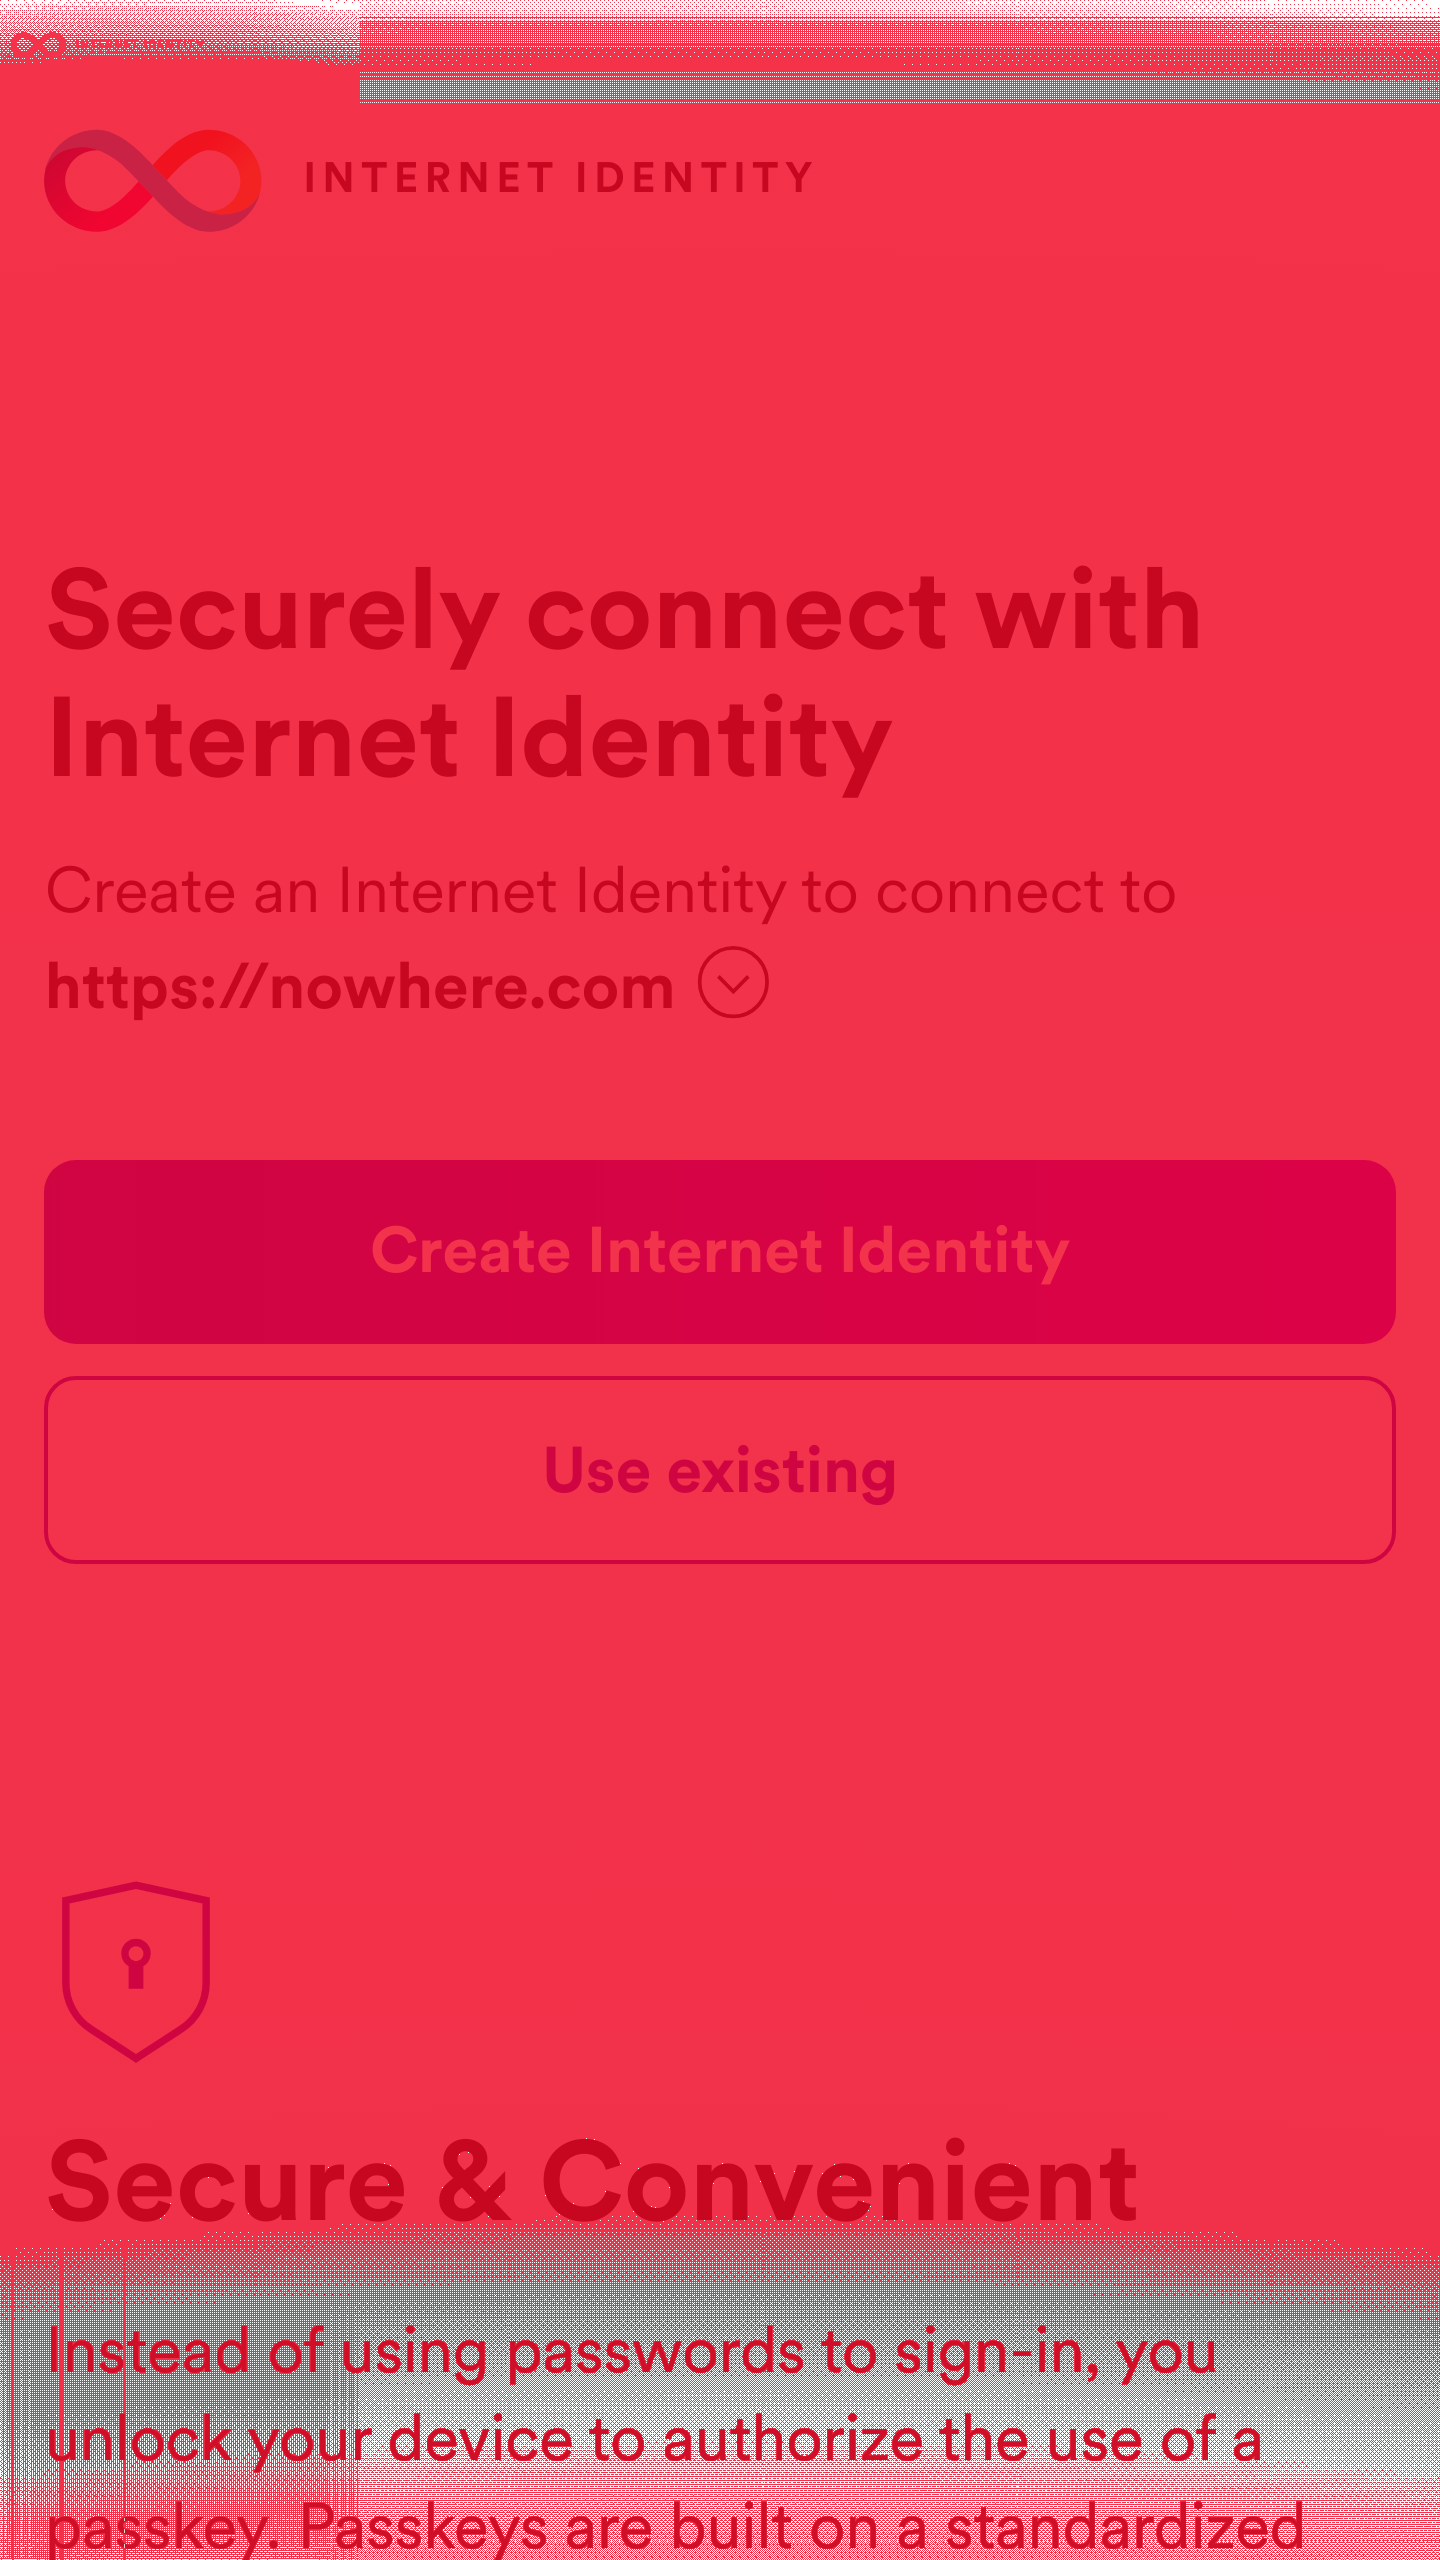 INTERNET IDENTITY
Securely connect with
Internet Identity
Create an Internet Identity to connect to
https://nowhere.com
Create Internet Identity
Use existing
Secure & Convenient
Instead of using passwords to sign-in, you
unlock your device to authorize the use of a
passkey. Passkeys are built on a standardized